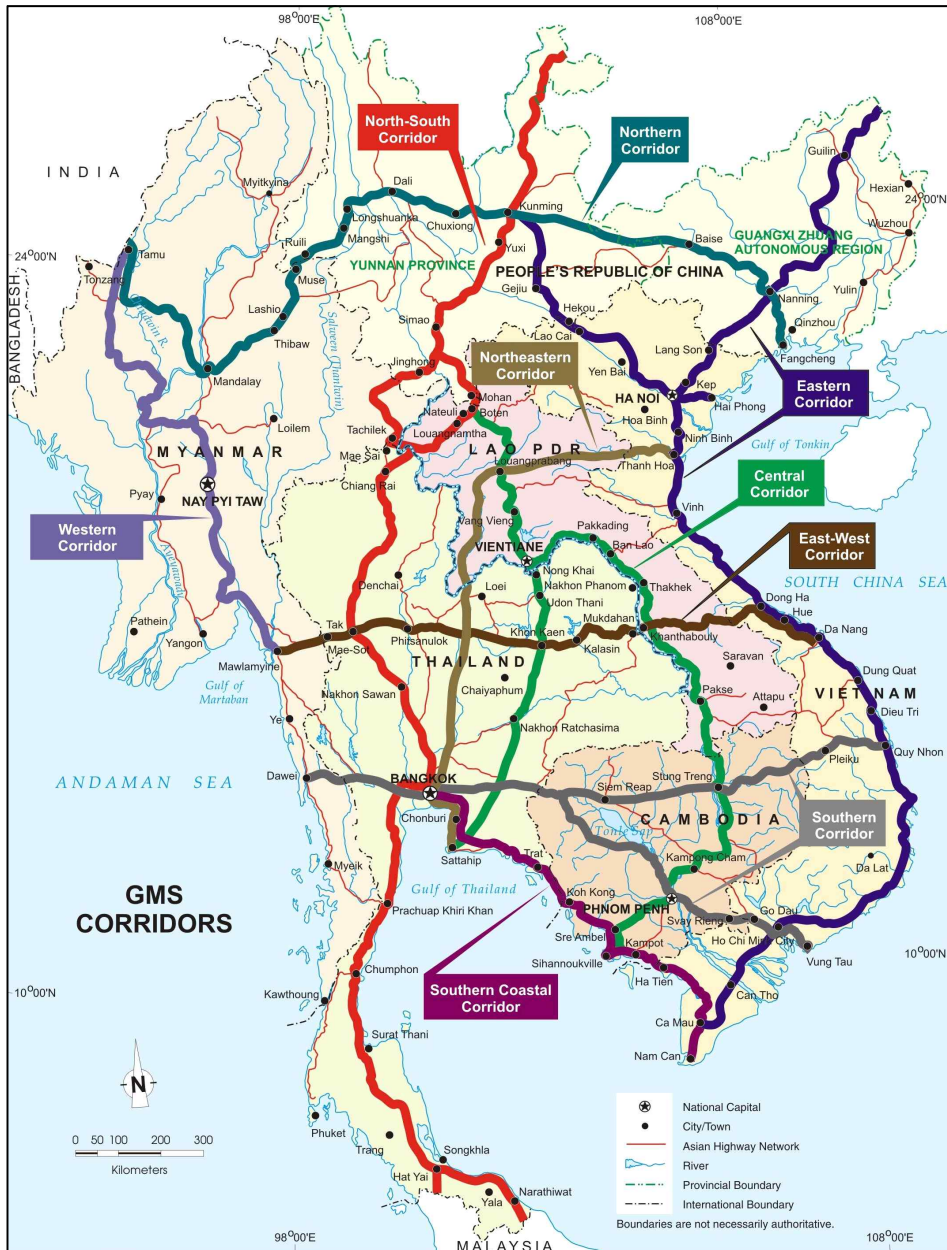 98°00'E
108°00'E
North-South
Corridor
Northern
Corridor
INDIA
Guilin
Myitkyina
Dali
Hexian
24°00'N
Longshuanka
Kunming
Wuzhou
Chuxiong
Mangshi
GUANGXI ZHUANG
AUTONOMOUS REGION
24°00'N
Tamu
Ruili
Yuxi
Baise
Tonzang
YUNNAN PROVINCE
PEOPLE'S REPUBLIC OF CHINA
Muse
Gejiu
Nanning
Yulin
BANGLADESH
Chindwin R.
Lashio
Salween (Thanlwin)
Hekou
Qinzhou
Simao
Lao Cai
Thibaw
Lang Son
Fangcheng
Northeastern
Corridor
Mandalay
Jinghong
Yen Bai
Kep
Eastern
Corridor
Mohan
HA NOI
Hai Phong
Nateuli
Boten
Hoa Binh
Loilem
Louangnamtha
Tachilek
Ninh Binh
MYANMAR
Mae Sai
LAO PDR
Gulf of Tonkin
Louangprabang
Thanh Hoa
Chiang Rai
Central
Corridor
NAY PYI TAW
Pyay
Vinh
Western
Corridor
Vang Vieng
Pakkading
East-West
Corridor
Ayeyarwady
VIENTIANE
Ban Lao
Nong Khai
Denchai
Loei
Nakhon Phanom
Thakhek
SOUTH CHINA SEA
Udon Thani
Dong Ha
Mukdahan
Hue
Pathein
Tak
Phitsanulok
Khon Kaen
Yangon
Mae-Sot
Kalasin
Khanthabouly
Da Nang
Mawlamyine
THAILAND
Saravan
Gulf of
Martaban
Chaiyaphum
Dung Quat
Nakhon Sawan
Pakse
Attapu
VIET NAM
Ye
Dieu Tri
Nakhon Ratchasima
Quy Nhon
Pleiku
Dawei
BANGKOK
Stung Treng
ANDAMAN SEA
Siem Reap
Chonburi
CAMBODIA
Southern
Corridor
Tonle Sap
Sattahip
Trat
Kampong Cham
Myeik
Da Lat
Gulf of Thailand
Koh Kong
GMS
CORRIDORS
Prachuap Khiri Khan
PHNOM PENH
Go Dau
Svay Rieng
Sre Ambel
Ho Chi Minh City
Kampot
10°00'N
Sihannoukville
Vung Tau
Chumphon
Southern Coastal
Corridor
Ha Tien
10°00'N
Can Tho
Kawthoung
Ca Mau
Surat Thani
Nam Can
N
National Capital
City/Town
Phuket
0 50 100 200 300
Trang
Asian Highway Network
Songkhla
Kilometers
River
Hat Yai
Provincial Boundary
Yala
Narathiwat
International Boundary
Boundaries are not necessarily authoritative.
98°00'E
MALAYSIA
108°00'E